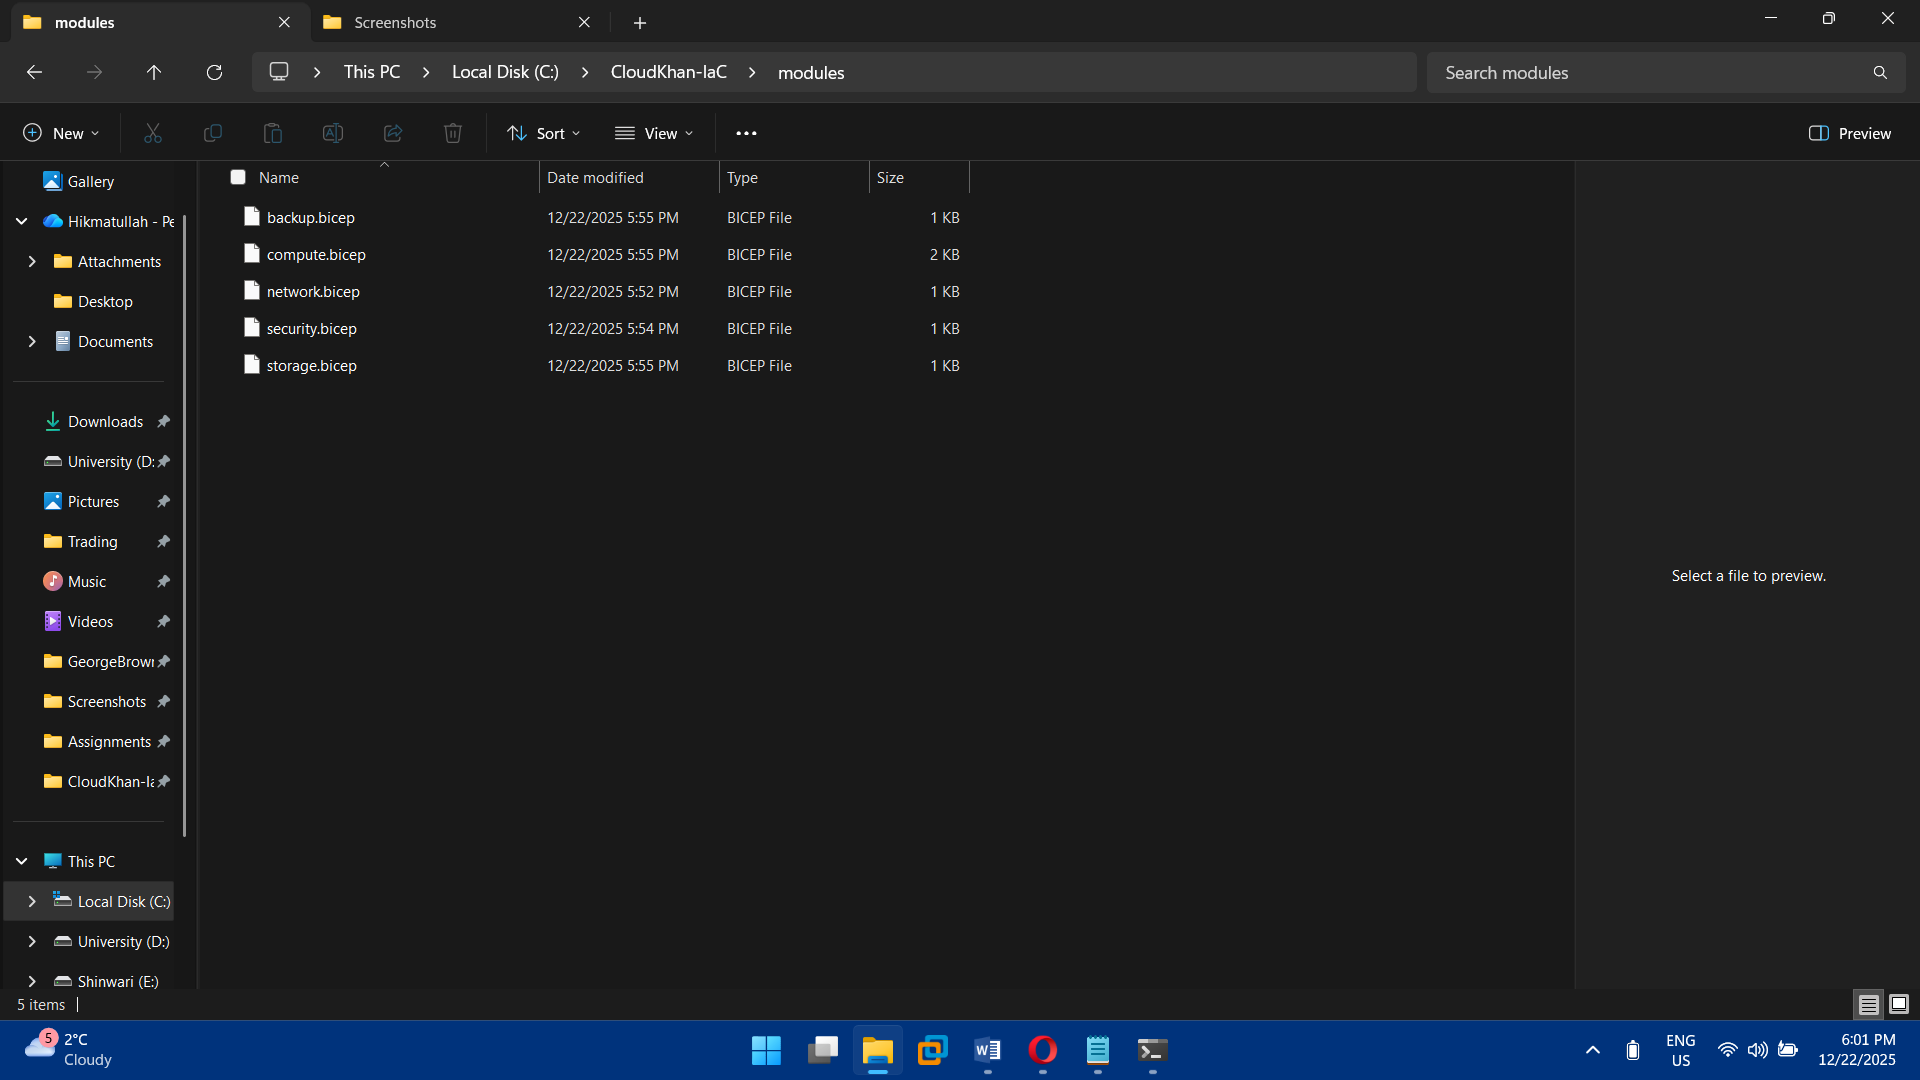 modules
Screenshots
This PC
Local Disk (C:)
CloudKhan-IaC
modules
Search modules
New
Sort
View
Preview
Gallery
Hikmatullah - Pe
Attachments
Desktop
Documents
Downloads
University (D:
Pictures
Trading
Music
Videos
GeorgeBrown
Screenshots
Assignments
CloudKhan-Ia
This PC
Local Disk (C:)
University (D:)
Shinwari (E:)
Name Date modified Type Size
backup.bicep 12/22/2025 5:55 PM BICEP File 1 KB
compute.bicep 12/22/2025 5:55 PM BICEP File 2 KB
network.bicep 12/22/2025 5:52 PM BICEP File 1 KB
security.bicep 12/22/2025 5:54 PM BICEP File 1 KB
storage.bicep 12/22/2025 5:55 PM BICEP File 1 KB
Select a file to preview.
5 items
5
2°C
Cloudy
W
ENG
US
6:01 PM
12/22/2025